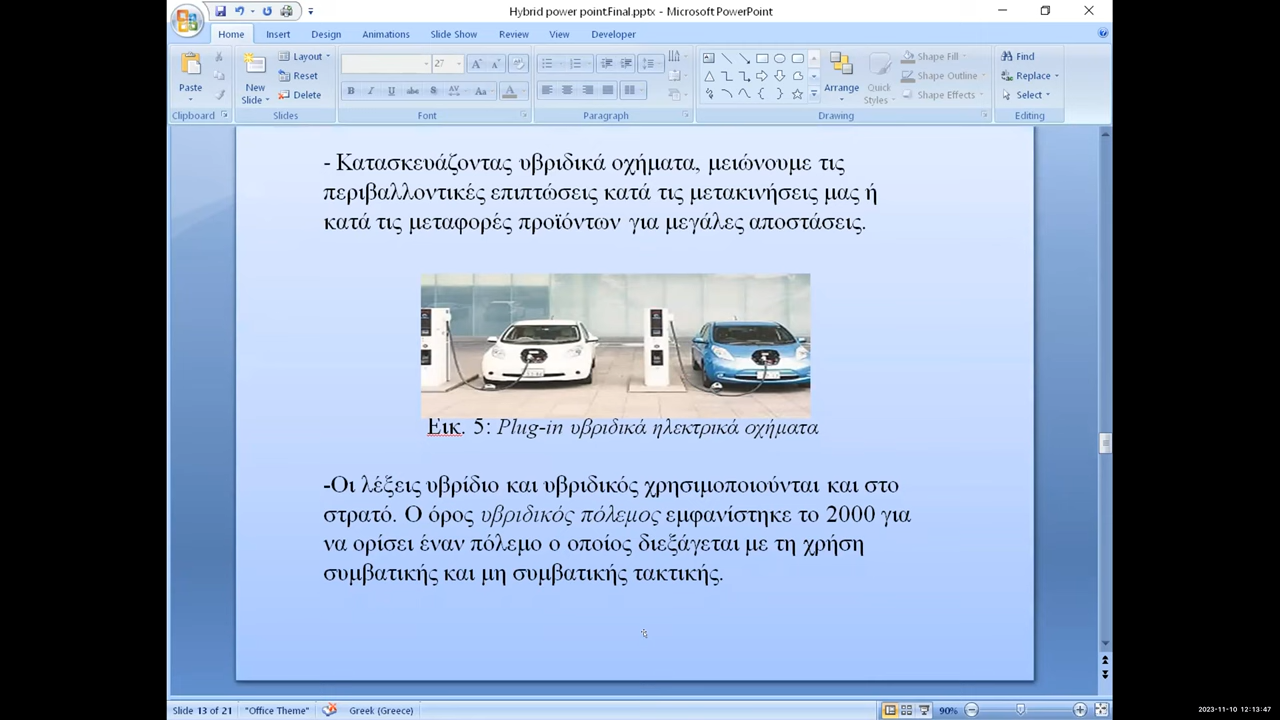 Hybrid power pointFinal.pptx - Microsoft PowerPoint
Home Insert Design Animations Slide Show Review View Developer
Paste
Clipboard
New Slide
Layout
Reset
Delete
Slides
27
B I U abc S AV Aa A
Font
Paragraph
Arrange
Quick Styles
Shape Fill
Shape Outline
Shape Effects
Drawing
Find
Replace
Select
Editing
- Κατασκευάζοντας υβριδικά οχήματα, μειώνουμε τις
περιβαλλοντικές επιπτώσεις κατά τις μετακινήσεις μας ή
κατά τις μεταφορές προϊόντων για μεγάλες αποστάσεις.
Εικ. 5: Plug-in υβριδικά ηλεκτρικά οχήματα
-Οι λέξεις υβρίδιο και υβριδικός χρησιμοποιούνται και στο
στρατό. Ο όρος υβριδικός πόλεμος εμφανίστηκε το 2000 για
να ορίσει έναν πόλεμο ο οποίος διεξάγεται με τη χρήση
συμβατικής και μη συμβατικής τακτικής.
Slide 13 of 21 "Office Theme" Greek (Greece) 90%
2023-11-10 12:13:47